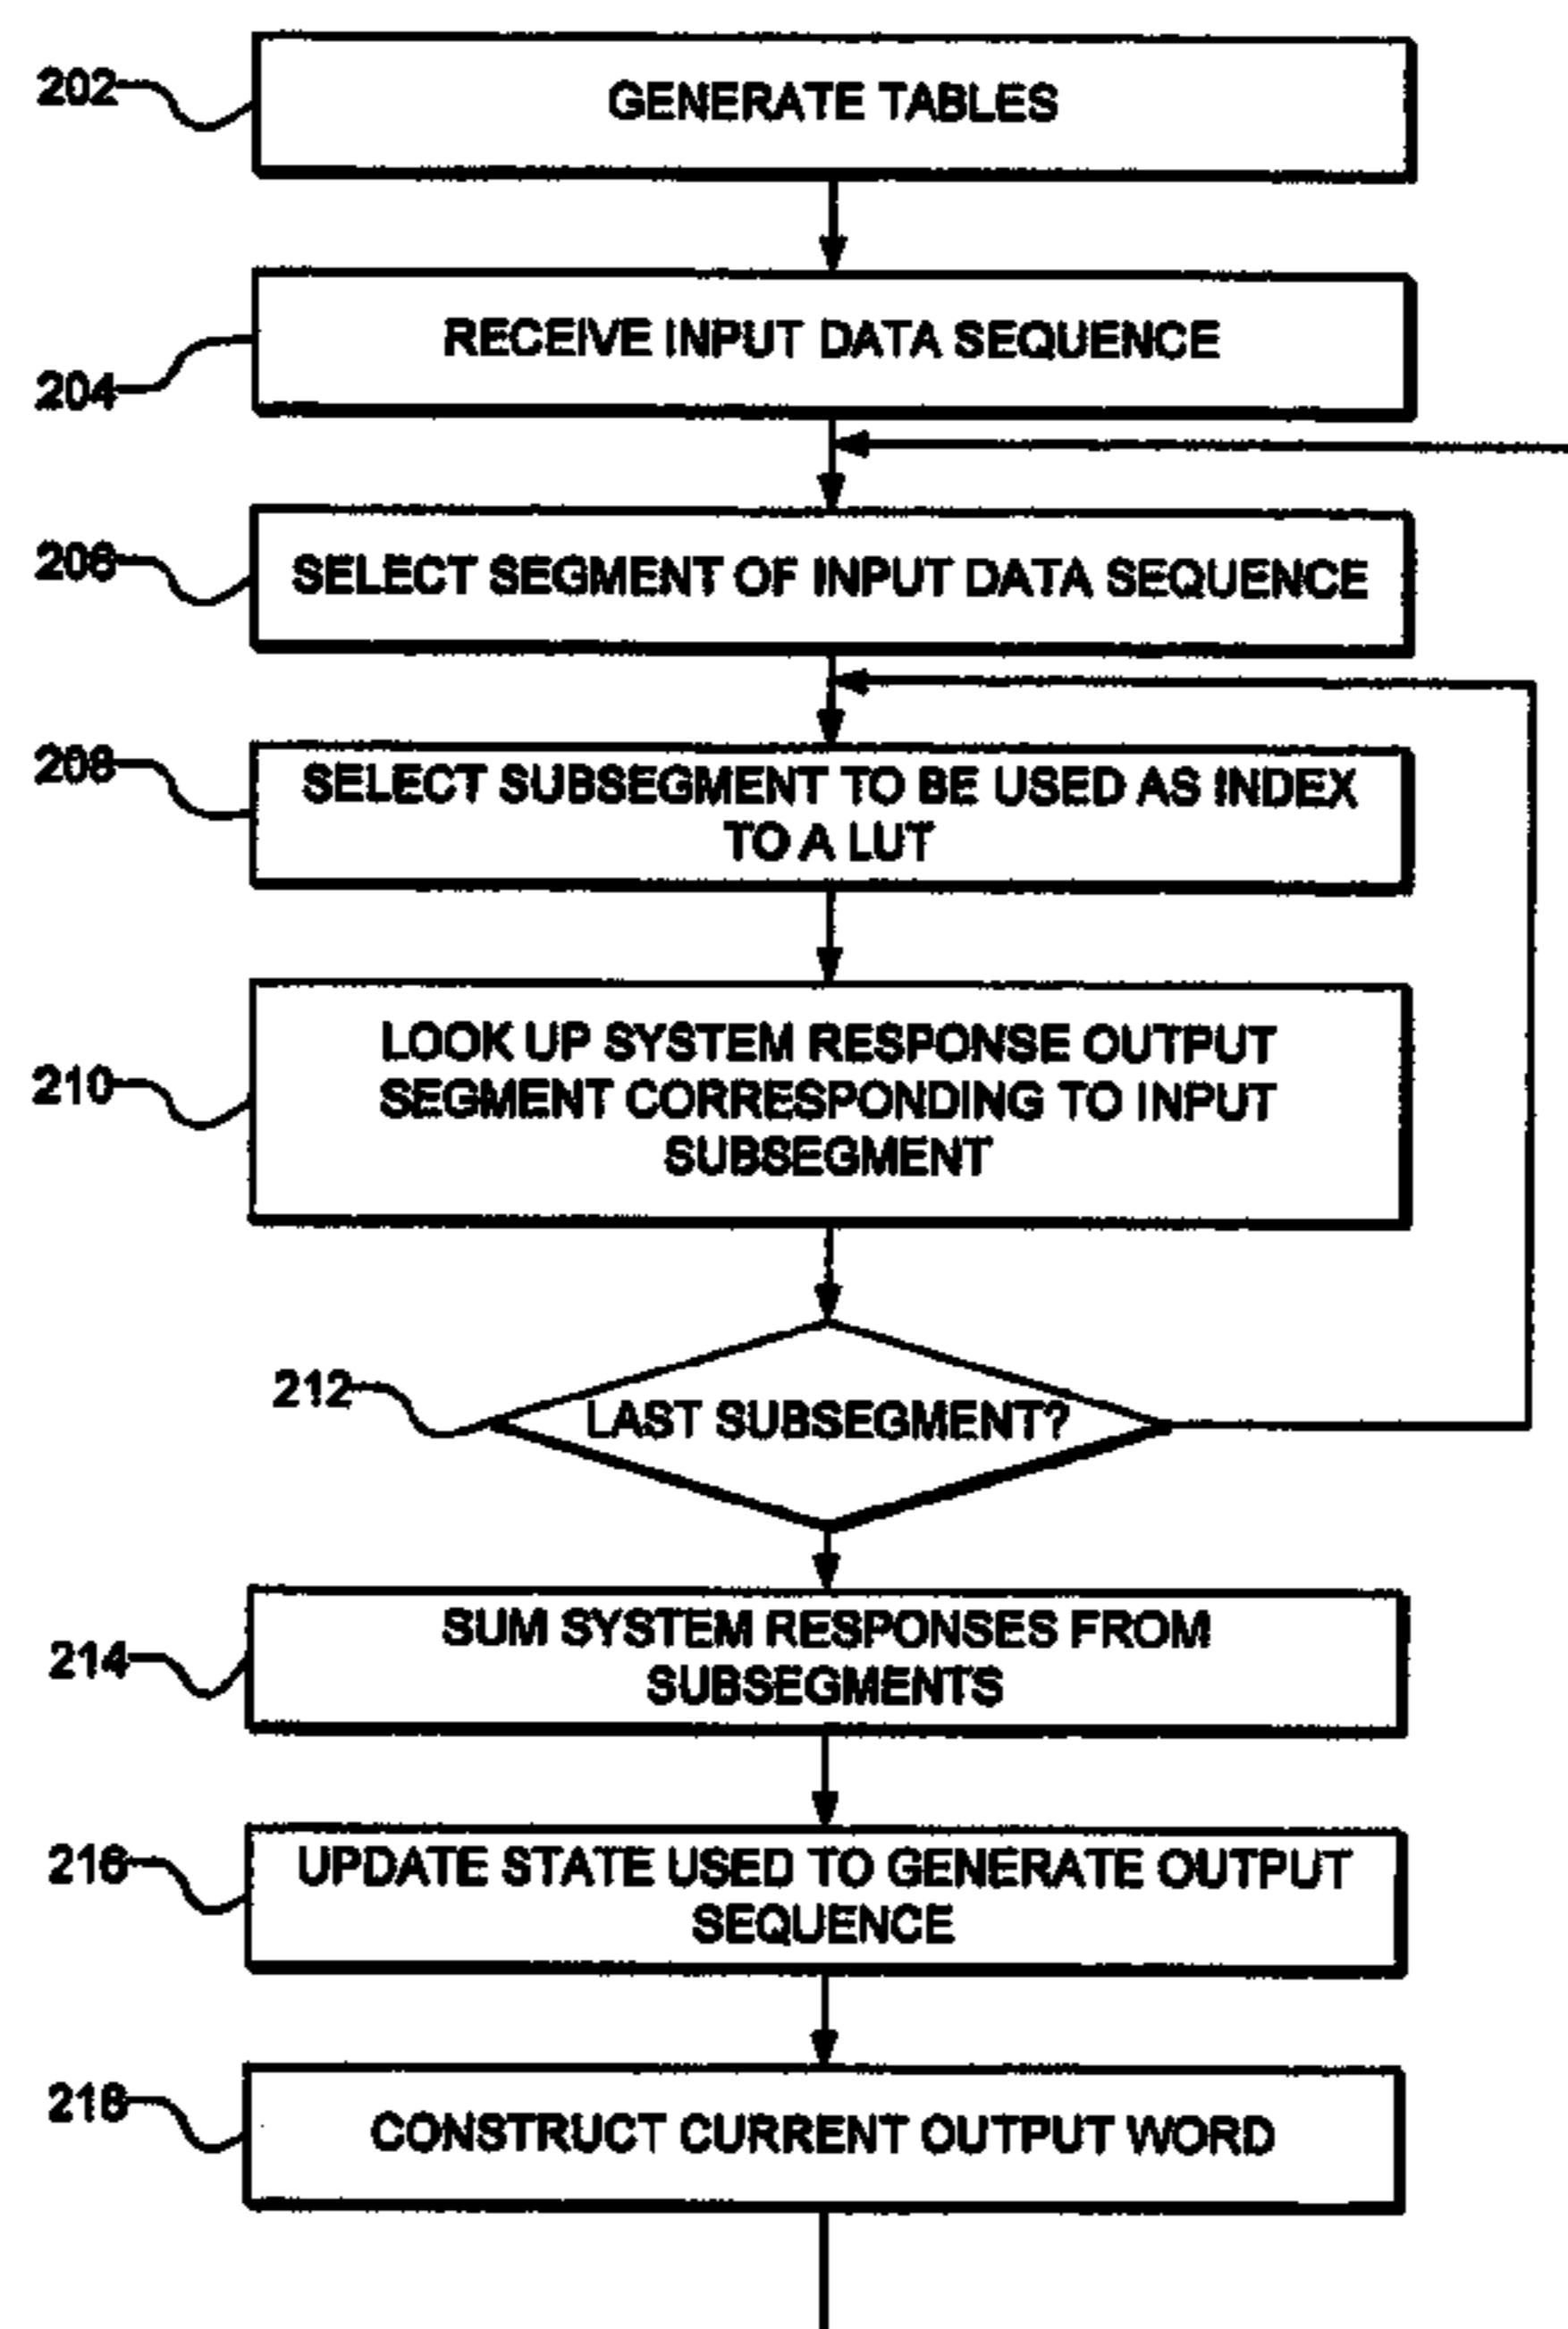 202
GENERATE TABLES
204
RECEIVE INPUT DATA SEQUENCE
206
SELECT SEGMENT OF INPUT DATA SEQUENCE
208
SELECT SUBSEGMENT TO BE USED AS INDEX
TO A LUT
210
LOOK UP SYSTEM RESPONSE OUTPUT
SEGMENT CORRESPONDING TO INPUT
SUBSEGMENT
212
LAST SUBSEGMENT?
214
SUM SYSTEM RESPONSES FROM
SUBSEGMENTS
216
UPDATE STATE USED TO GENERATE OUTPUT
SEQUENCE
218
CONSTRUCT CURRENT OUTPUT WORD